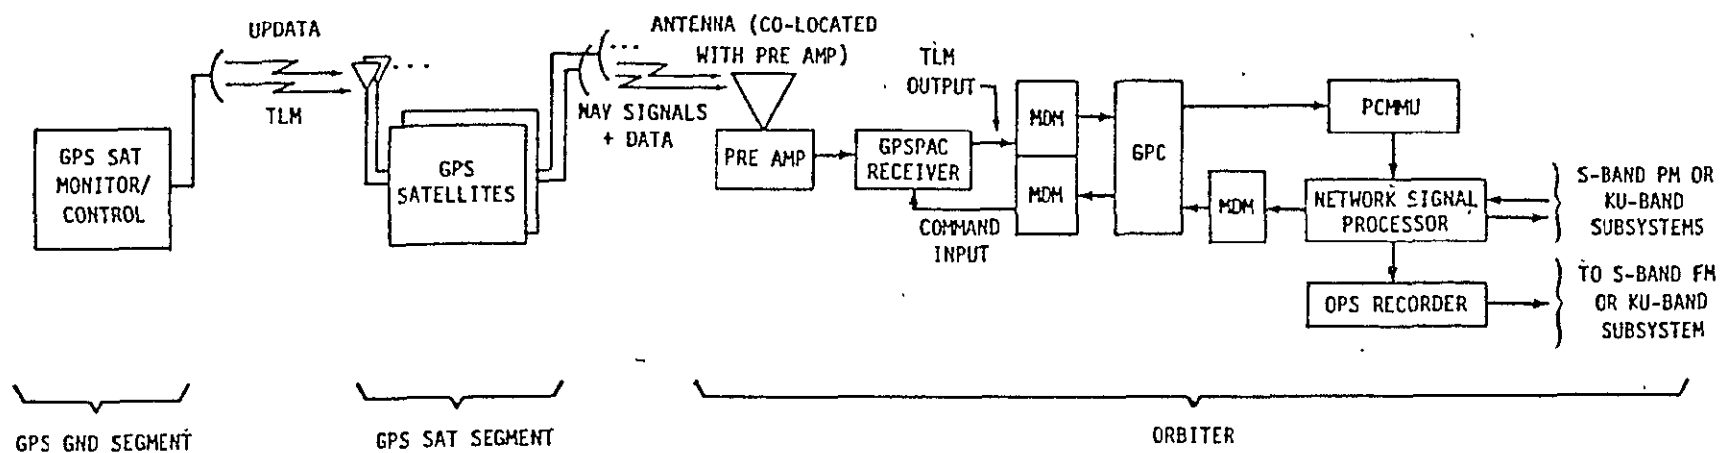 UPDATA
TLM
GPS SAT
MONITOR/
CONTROL
. . .
GPS
SATELLITES
...
ANTENNA (CO-LOCATED
WITH PRE AMP)
NAV SIGNALS
+ DATA
PRE AMP
GPSPAC
RECEIVER
TLM
OUTPUT
COMMAND
INPUT
MDM
MDM
GPC
MDM
PCMMU
NETWORK SIGNAL
PROCESSOR
OPS RECORDER
S-BAND PM OR
KU-BAND
SUBSYSTEMS
TO S-BAND FM
OR KU-BAND
SUBSYSTEM
GPS GND SEGMENT
GPS SAT SEGMENT
ORBITER